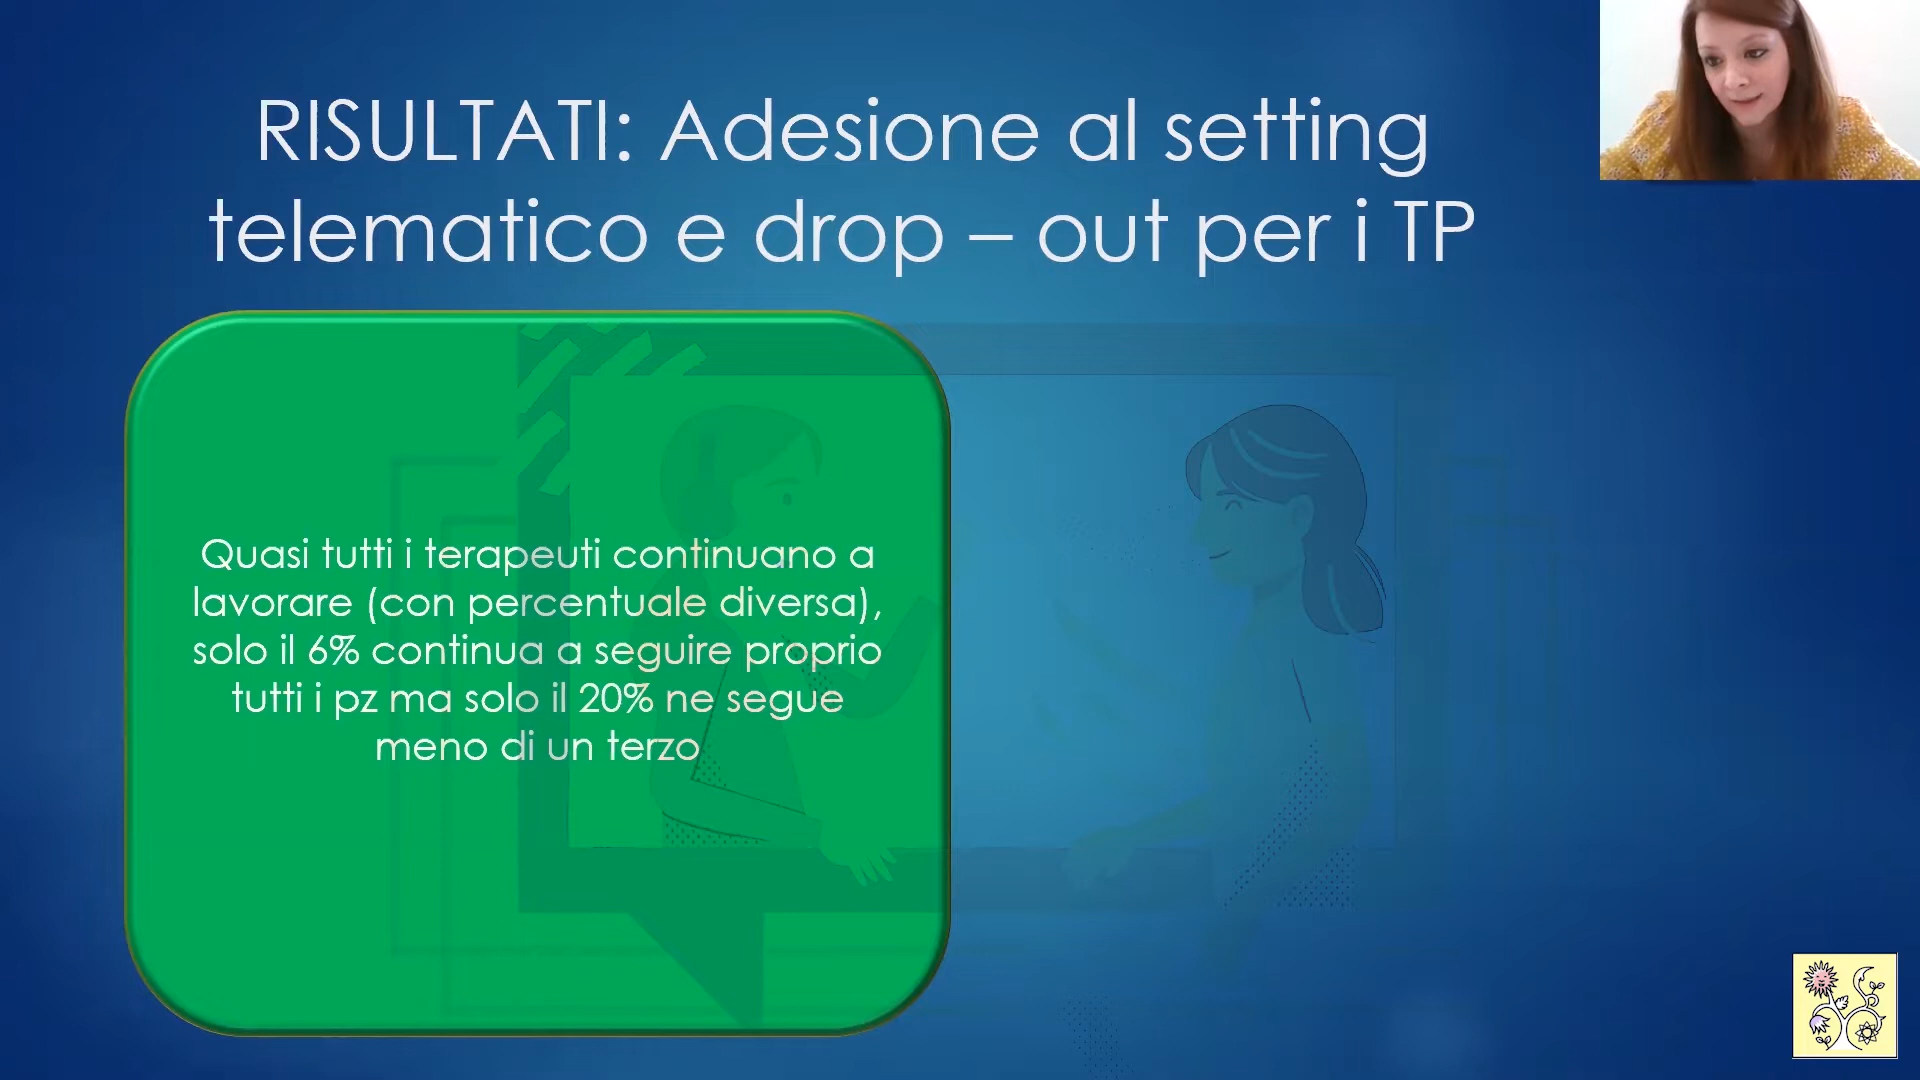 RISULTATI: Adesione al setting
telematico e drop – out per i TP
Quasi tutti i terapeuti continuano a
lavorare (con percentuale diversa),
solo il 6% continua a seguire proprio
tutti i pz ma solo il 20% ne segue
meno di un terzo